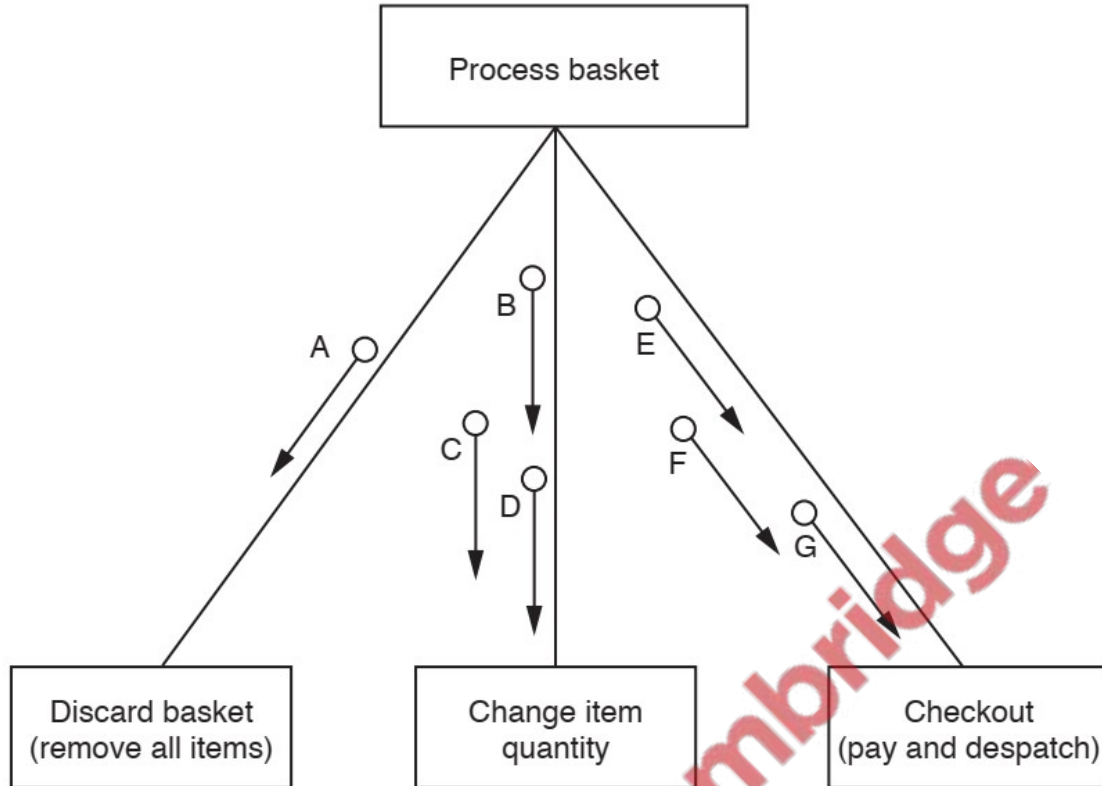 Process basket
A
B
C
D
E
F
G
Discard basket
(remove all items)
Change item
quantity
Checkout
(pay and despatch)
mbridge